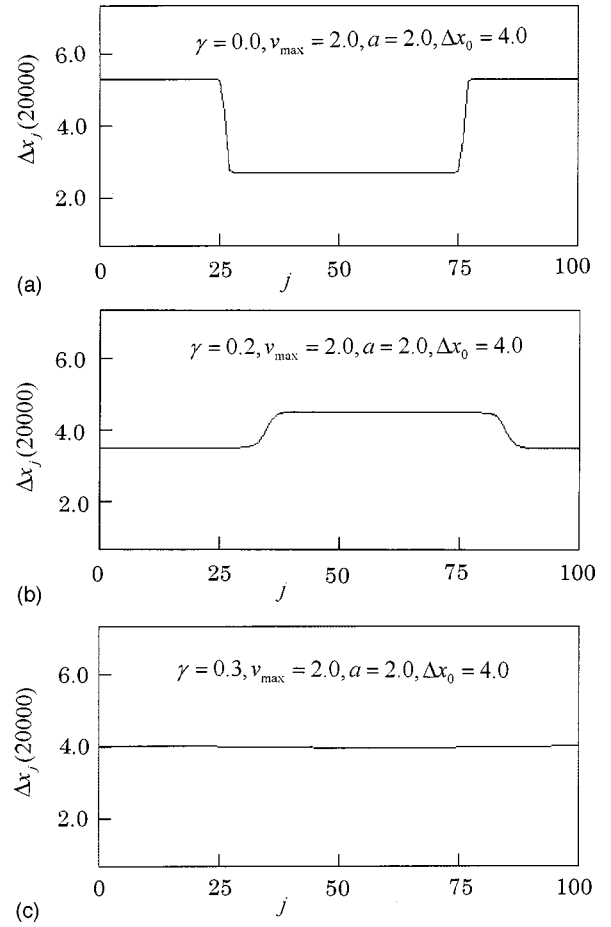 γ = 0.0, v_max = 2.0, a = 2.0, Δx_0 = 4.0
6.0
4.0
2.0
Δx_j(20000)
0 25 50 75 100
(a)
j
γ = 0.2, v_max = 2.0, a = 2.0, Δx_0 = 4.0
6.0
4.0
2.0
Δx_j(20000)
0 25 50 75 100
(b)
j
γ = 0.3, v_max = 2.0, a = 2.0, Δx_0 = 4.0
6.0
4.0
2.0
Δx_j(20000)
0 25 50 75 100
(c)
j